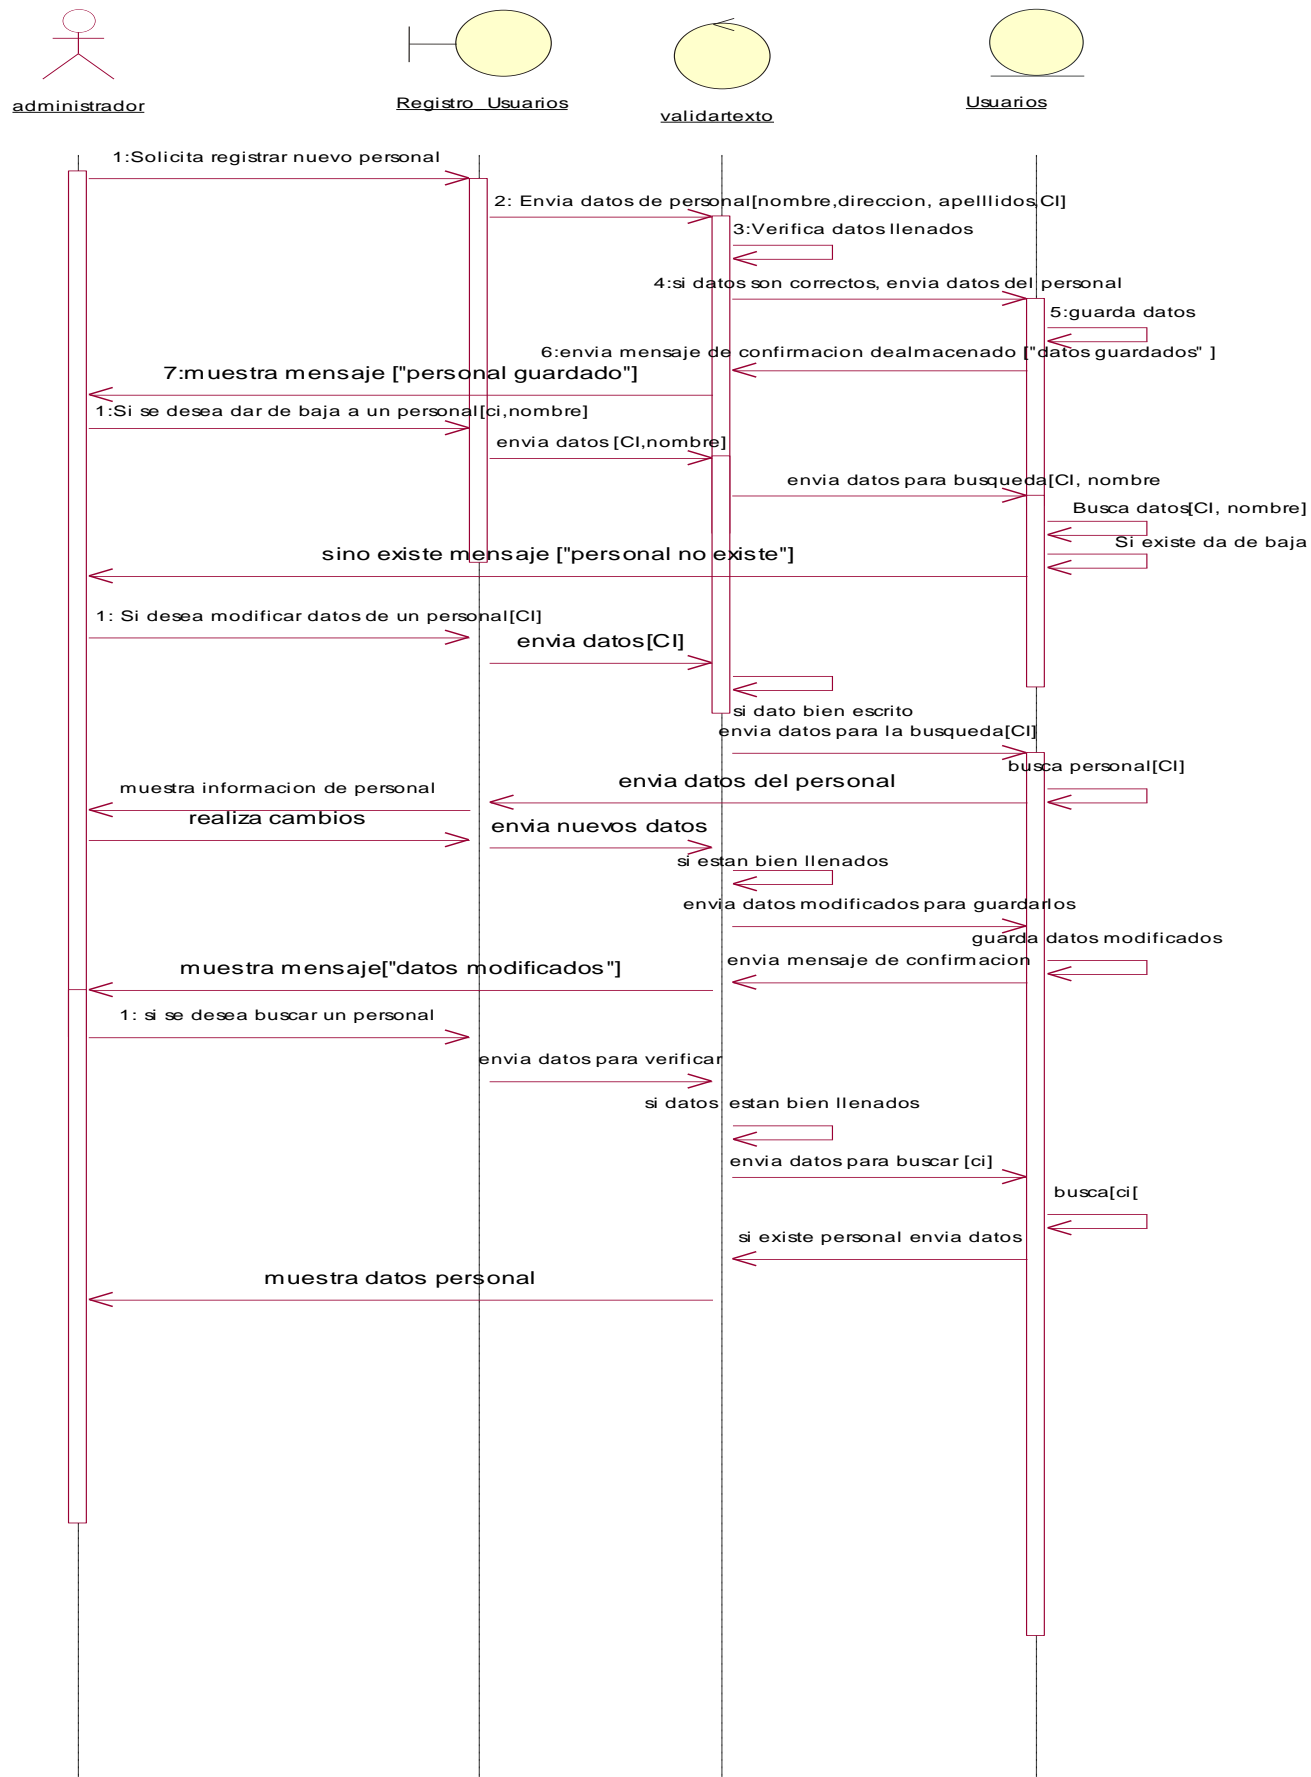 administrador
Registro_Usuarios
validartexto
Usuarios
1:Solicita registrar nuevo personal
2: Envia datos de personal[nombre,direccion, apelllidos,CI]
3:Verifica datos llenados
4:si datos son correctos, envia datos del personal
5:guarda datos
6:envia mensaje de confirmacion dealmacenado ["datos guardados" ]
7:muestra mensaje ["personal guardado"]
1:Si se desea dar de baja a un personal[ci,nombre]
envia datos [CI,nombre]
envia datos para busqueda[CI, nombre
Busca datos[CI, nombre]
Si existe da de baja
sino existe mensaje ["personal no existe"]
1: Si desea modificar datos de un personal[CI]
envia datos[CI]
si dato bien escrito
envia datos para la busqueda[CI]
busca personal[CI]
envia datos del personal
muestra informacion de personal
realiza cambios
envia nuevos datos
si estan bien llenados
envia datos modificados para guardarlos
guarda datos modificados
envia mensaje de confirmacion
muestra mensaje["datos modificados"]
1: si se desea buscar un personal
envia datos para verificar
si datos estan bien llenados
envia datos para buscar [ci]
busca[ci[
si existe personal envia datos
muestra datos personal